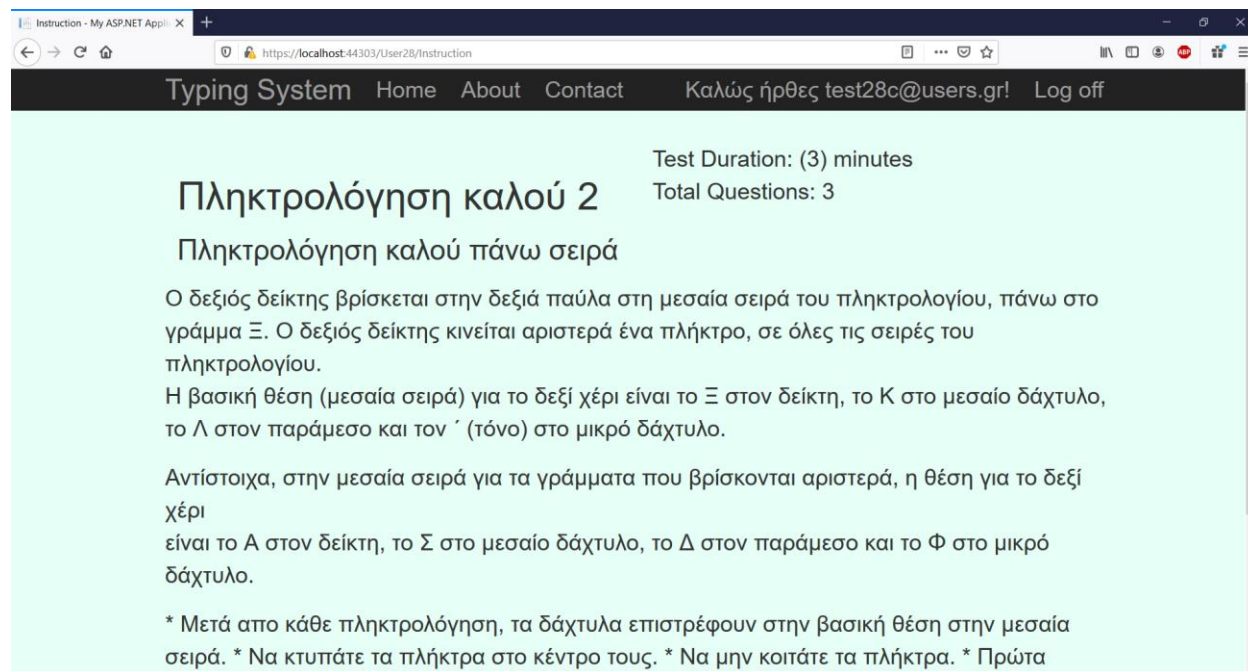 Instruction - My ASP.NET Appli
https://localhost:44303/User28/Instruction
Typing System Home About Contact Καλώς ήρθες test28c@users.gr! Log off
Test Duration: (3) minutes
Πληκτρολόγηση καλού 2
Total Questions: 3
Πληκτρολόγηση καλού πάνω σειρά
Ο δεξιός δείκτης βρίσκεται στην δεξιά παύλα στη μεσαία σειρά του πληκτρολογίου, πάνω στο
γράμμα Ξ. Ο δεξιός δείκτης κινείται αριστερά ένα πλήκτρο, σε όλες τις σειρές του
πληκτρολογίου.
Η βασική θέση (μεσαία σειρά) για το δεξί χέρι είναι το Ξ στον δείκτη, το Κ στο μεσαίο δάχτυλο,
το Λ στον παράμεσο και τον ΄ (τόνο) στο μικρό δάχτυλο.
Αντίστοιχα, στην μεσαία σειρά για τα γράμματα που βρίσκονται αριστερά, η θέση για το δεξί
χέρι
είναι το Α στον δείκτη, το Σ στο μεσαίο δάχτυλο, το Δ στον παράμεσο και το Φ στο μικρό
δάχτυλο.
* Μετά απο κάθε πληκτρολόγηση, τα δάχτυλα επιστρέφουν στην βασική θέση στην μεσαία
σειρά. * Να κτυπάτε τα πλήκτρα στο κέντρο τους. * Να μην κοιτάτε τα πλήκτρα. * Πρώτα